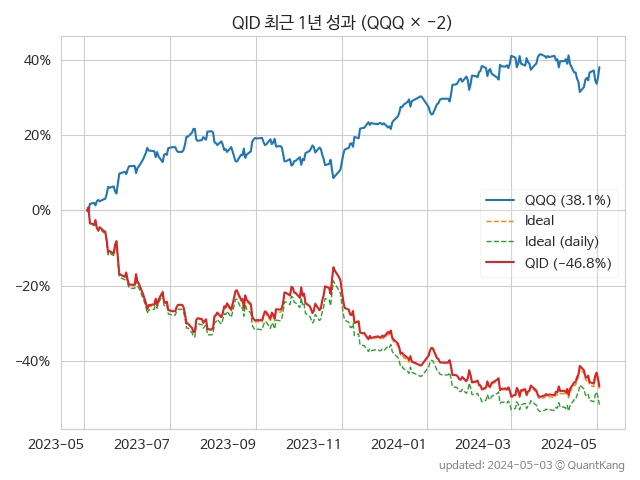 QID 최근 1년 성과 (QQQ × −2)
40%
20%
0%
−20%
−40%
QQQ (38.1%)
Ideal
Ideal (daily)
QID (−46.8%)
2023-05 2023-07 2023-09 2023-11 2024-01 2024-03 2024-05
updated: 2024-05-03 ⓒ QuantKang